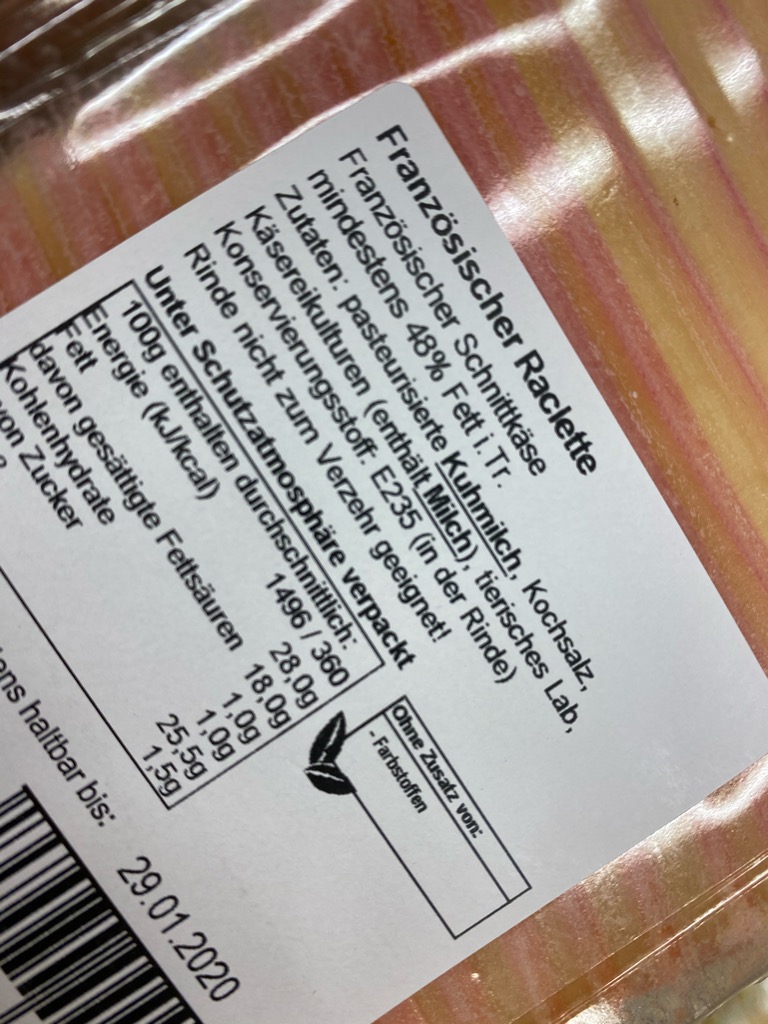 Französischer Raclette
Französischer Schnittkäse
mindestens 48% Fett i.Tr.
Zutaten: pasteurisierte Kuhmilch, Kochsalz,
Käsereikulturen (enthält Milch), tierisches Lab,
Konservierungsstoff: E235 (in der Rinde)
Rinde nicht zum Verzehr geeignet!
Unter Schutzatmosphäre verpackt
100g enthalten durchschnittlich:
Energie (kJ/kcal) 1496 / 360
Fett 28,0g
davon gesättigte Fettsäuren 18,0g
Kohlenhydrate 1,0g
von Zucker 1,0g
25,5g
1,5g
Ohne Zusatz von:
- Farbstoffen
haltbar bis: 29.01.2020